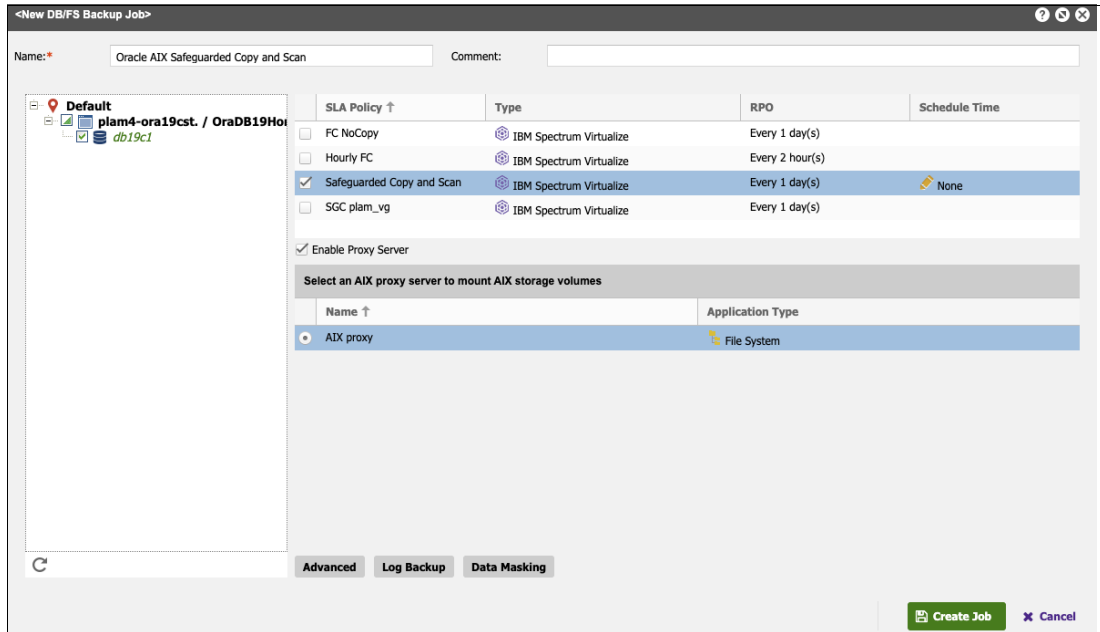 <New DB/FS Backup Job>
Name:* Oracle AIX Safeguarded Copy and Scan Comment:
Default
plam4-ora19cst. / OraDB19Ho
db19c1
SLA Policy ↑ Type RPO Schedule Time
FC NoCopy IBM Spectrum Virtualize Every 1 day(s)
Hourly FC IBM Spectrum Virtualize Every 2 hour(s)
Safeguarded Copy and Scan IBM Spectrum Virtualize Every 1 day(s) None
SGC plam_vg IBM Spectrum Virtualize Every 1 day(s)
Enable Proxy Server
Select an AIX proxy server to mount AIX storage volumes
Name ↑ Application Type
AIX proxy File System
Advanced Log Backup Data Masking
Create Job Cancel